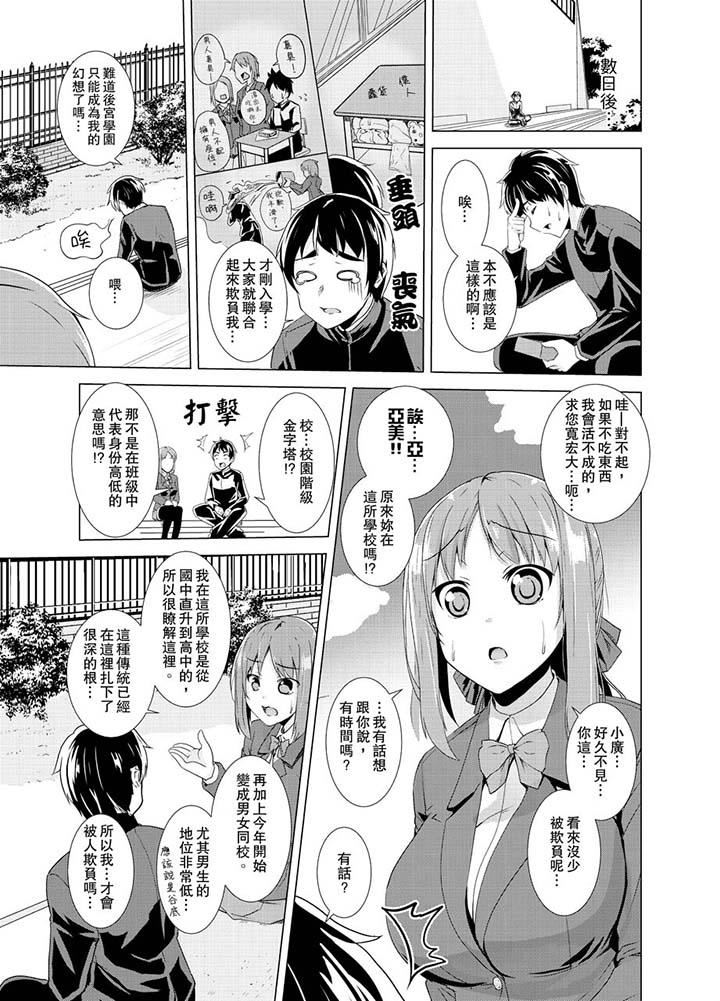 數日後…
唉…
本不應該是
這樣的啊…
垂頭
喪氣
才剛入學…
大家就聯合
起來欺負我…
哇啊
難道後宮學園
只能成為我的
幻想了嗎…
唉
喂…
哇—對不起，
如果不吃東西
我會活不成的，
求您寬宏大…呃…
誒…亞…
亞美!!
原來妳在
這所學校嗎!?
小廣…
好久不見…
你這…
看來沒少
被欺負呢…
…我有話想
跟你說，
有時間嗎？
有話？
打擊
校…校園階級
金字塔!?
那不是在班級中
代表身份高低的
意思嗎!?
我在這所學校是從
國中直升到高中的，
所以很瞭解這裡。
這種傳統已經
在這裡扎下了
很深的根…
再加上今年開始
變成男女同校。
尤其男生的
地位非常低…
應該說是谷底
所以我…才會
被人欺負嗎…